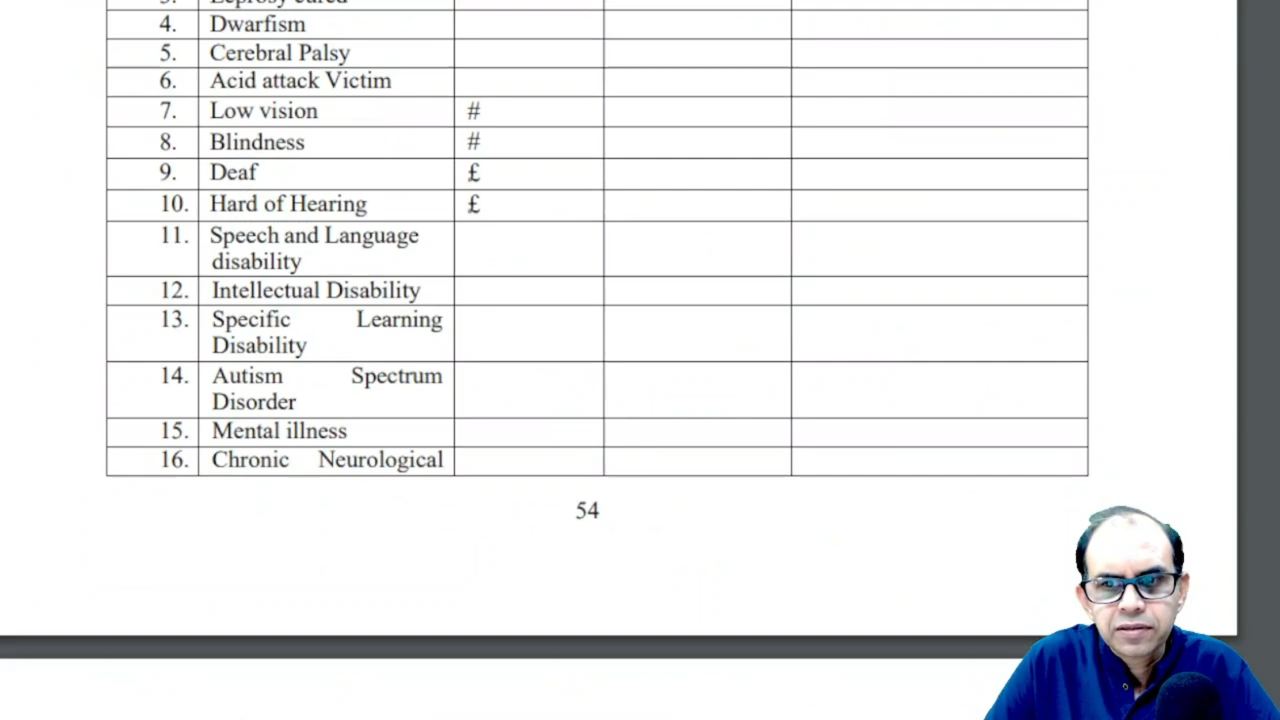 4. Dwarfism
5. Cerebral Palsy
6. Acid attack Victim
7. Low vision #
8. Blindness #
9. Deaf £
10. Hard of Hearing £
11. Speech and Language
disability
12. Intellectual Disability
13. Specific Learning
Disability
14. Autism Spectrum
Disorder
15. Mental illness
16. Chronic Neurological
54